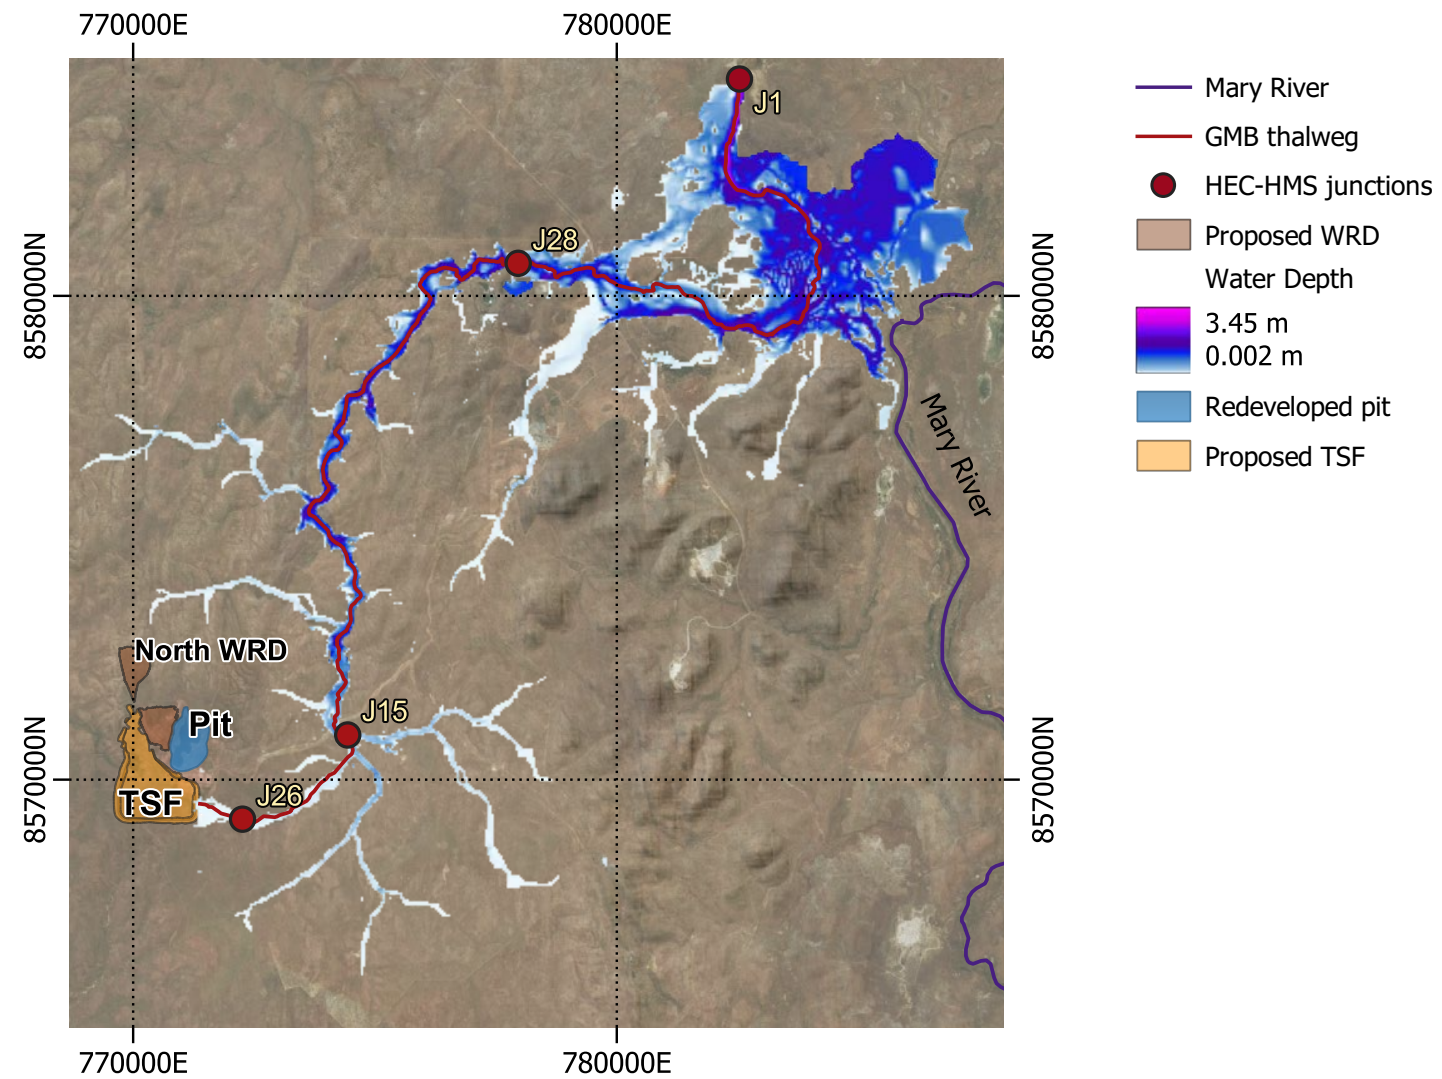 770000E
780000E
J1
Mary River
GMB thalweg
HEC-HMS junctions
Proposed WRD
Water Depth
3.45 m
0.002 m
Redeveloped pit
Proposed TSF
J28
8580000N
8580000N
Mary River
North WRD
J15
Pit
8570000N
8570000N
J26
TSF
770000E
780000E